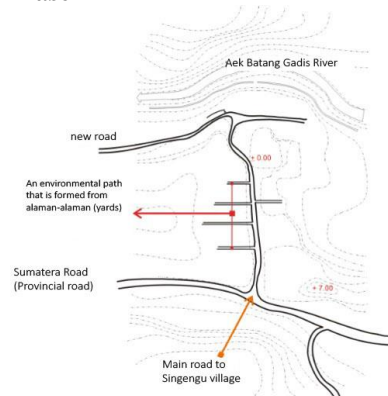 Aek Batang Gadis River
new road
+ 0.00
An environmental path
that is formed from
alaman-alaman (yards)
Sumatera Road
(Provincial road)
+ 7.00
Main road to
Singengu village